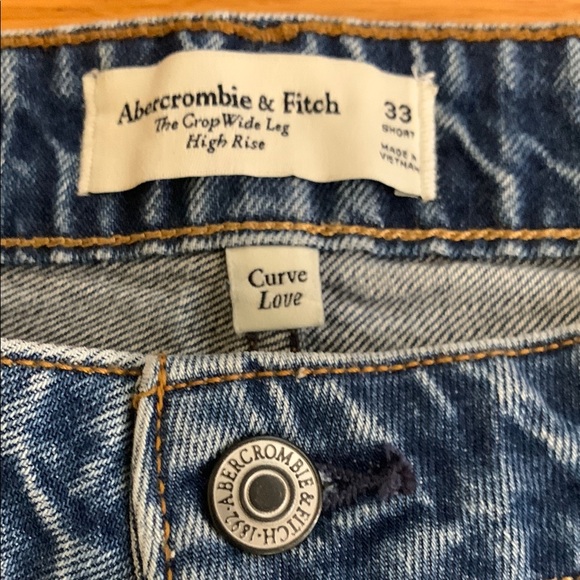 Abercrombie & Fitch
The Crop Wide Leg
High Rise
33
SHORT
MADE IN
VIETNAM
Curve
Love
ABERCROMBIE & FITCH · 1892 ·